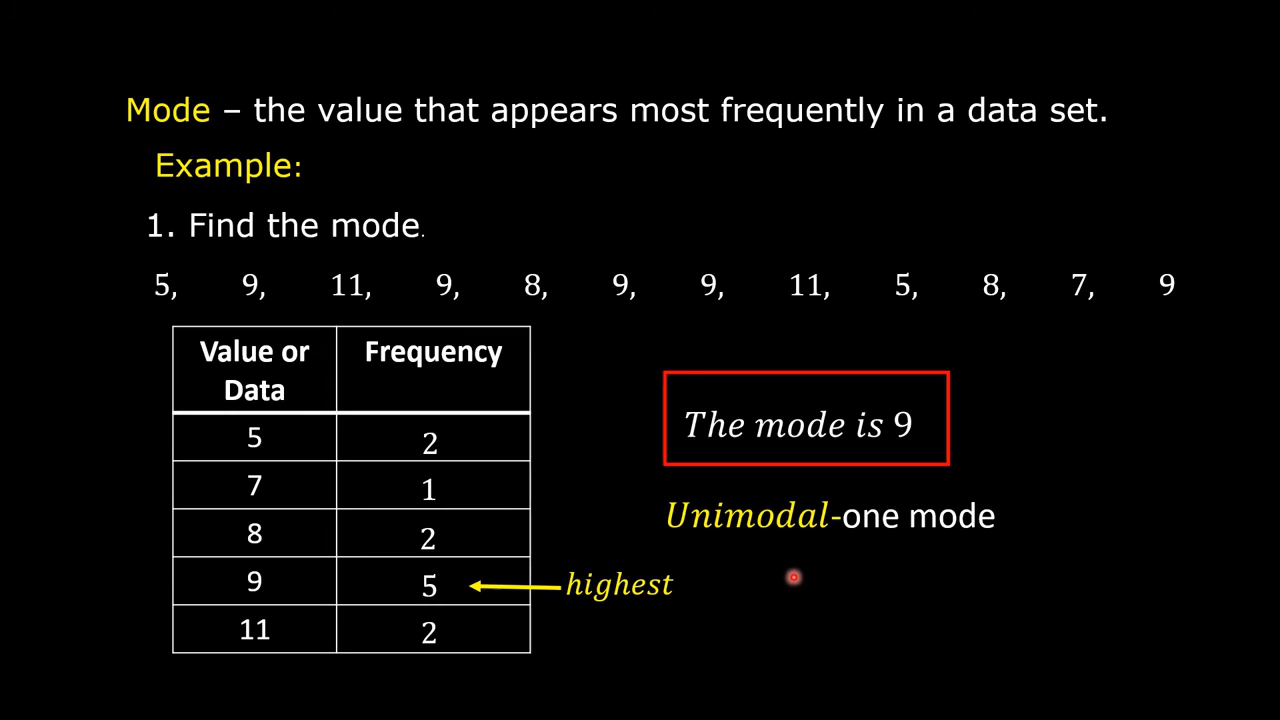 Mode – the value that appears most frequently in a data set.
Example:
1. Find the mode.
5, 9, 11, 9, 8, 9, 9, 11, 5, 8, 7, 9
Value or Data Frequency
5 2
7 1
8 2
9 5
11 2
highest
The mode is 9
Unimodal-one mode